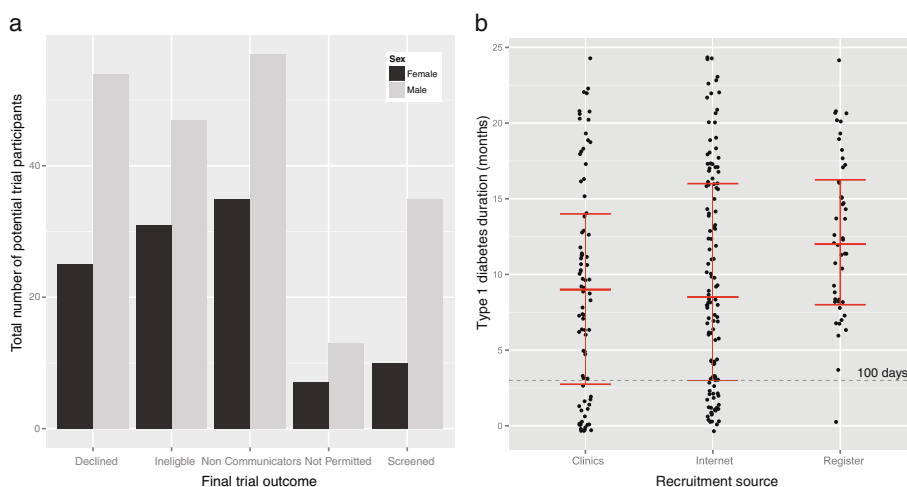 a
Total number of potential trial participants
40
20
0
Sex
Female
Male
Declined Ineligble Non Communicators Not Permitted Screened
Final trial outcome
b
Type 1 diabetes duration (months)
25
20
15
10
5
0
100 days
Clinics Internet Register
Recruitment source